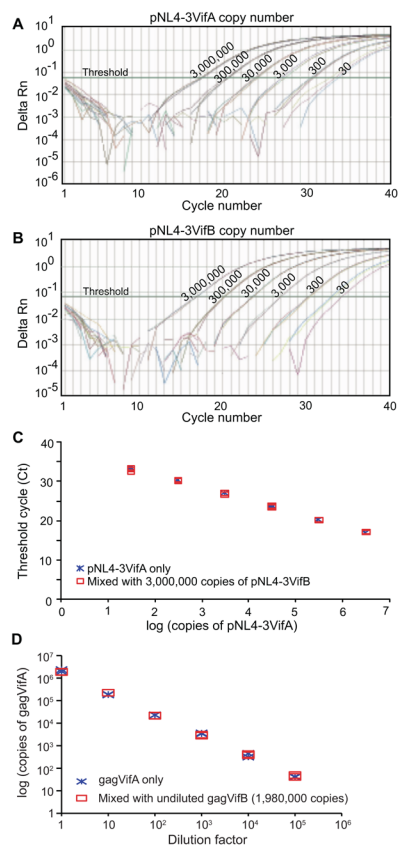 A
pNL4-3VifA copy number
Delta Rn
10¹
10⁰
10⁻¹
10⁻²
10⁻³
10⁻⁴
10⁻⁵
10⁻⁶
Threshold
3,000,000
300,000
30,000
3,000
300
30
1 10 20 30 40
Cycle number
B
pNL4-3VifB copy number
Delta Rn
10¹
10⁰
10⁻¹
10⁻²
10⁻³
10⁻⁴
10⁻⁵
Threshold
3,000,000
300,000
30,000
3,000
300
30
1 10 20 30 40
Cycle number
C
Threshold cycle (Ct)
40
30
20
10
0
pNL4-3VifA only
Mixed with 3,000,000 copies of pNL4-3VifB
0 1 2 3 4 5 6 7
log (copies of pNL4-3VifA)
D
log (copies of gagVifA)
10⁷
10⁶
10⁵
10⁴
10³
10²
10
1
gagVifA only
Mixed with undiluted gagVifB (1,980,000 copies)
1 10 10² 10³ 10⁴ 10⁵ 10⁶
Dilution factor